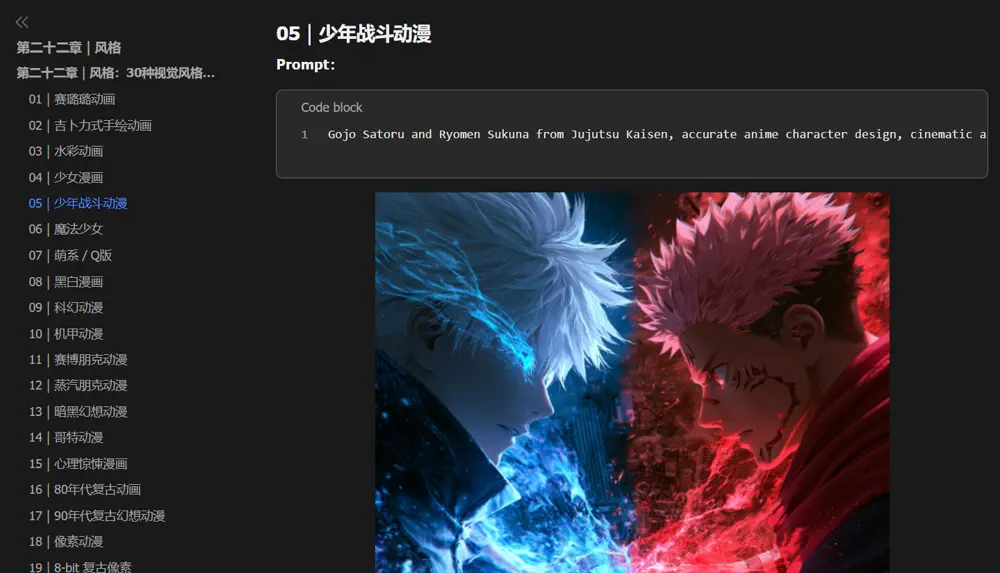 第二十二章｜风格
第二十二章｜风格：30种视觉风格...
01｜赛璐璐动画
02｜吉卜力式手绘动画
03｜水彩动画
04｜少女漫画
05｜少年战斗动漫
06｜魔法少女
07｜萌系 / Q版
08｜黑白漫画
09｜科幻动漫
10｜机甲动漫
11｜赛博朋克动漫
12｜蒸汽朋克动漫
13｜暗黑幻想动漫
14｜哥特动漫
15｜心理惊悚漫画
16｜80年代复古动画
17｜90年代复古幻想动漫
18｜像素动漫
19｜8-bit 复古像素
05｜少年战斗动漫
Prompt:
Code block
1 Gojo Satoru and Ryomen Sukuna from Jujutsu Kaisen, accurate anime character design, cinematic a